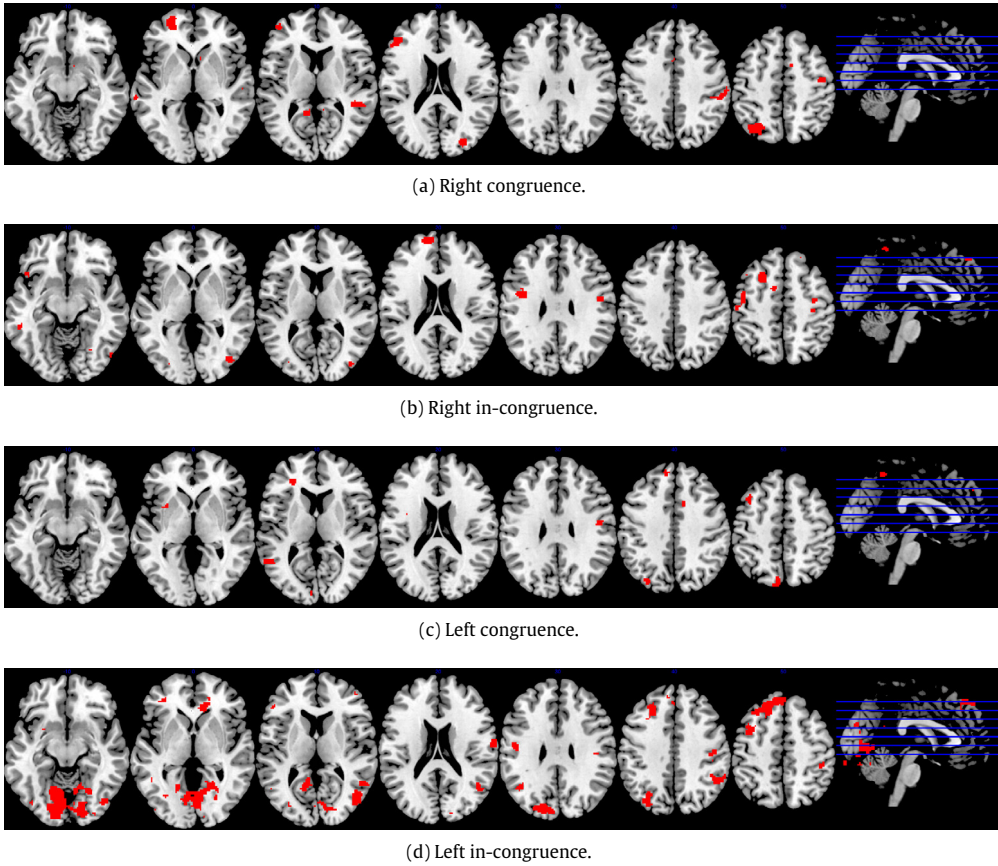 (a) Right congruence.
(b) Right in-congruence.
(c) Left congruence.
(d) Left in-congruence.